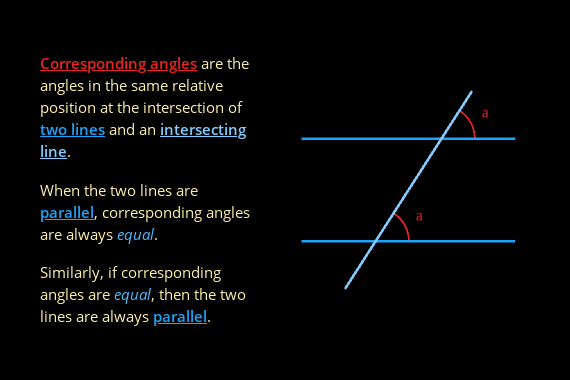 Corresponding angles are the
angles in the same relative
position at the intersection of
two lines and an intersecting
line.
When the two lines are
parallel, corresponding angles
are always equal.
Similarly, if corresponding
angles are equal, then the two
lines are always parallel.
a
a